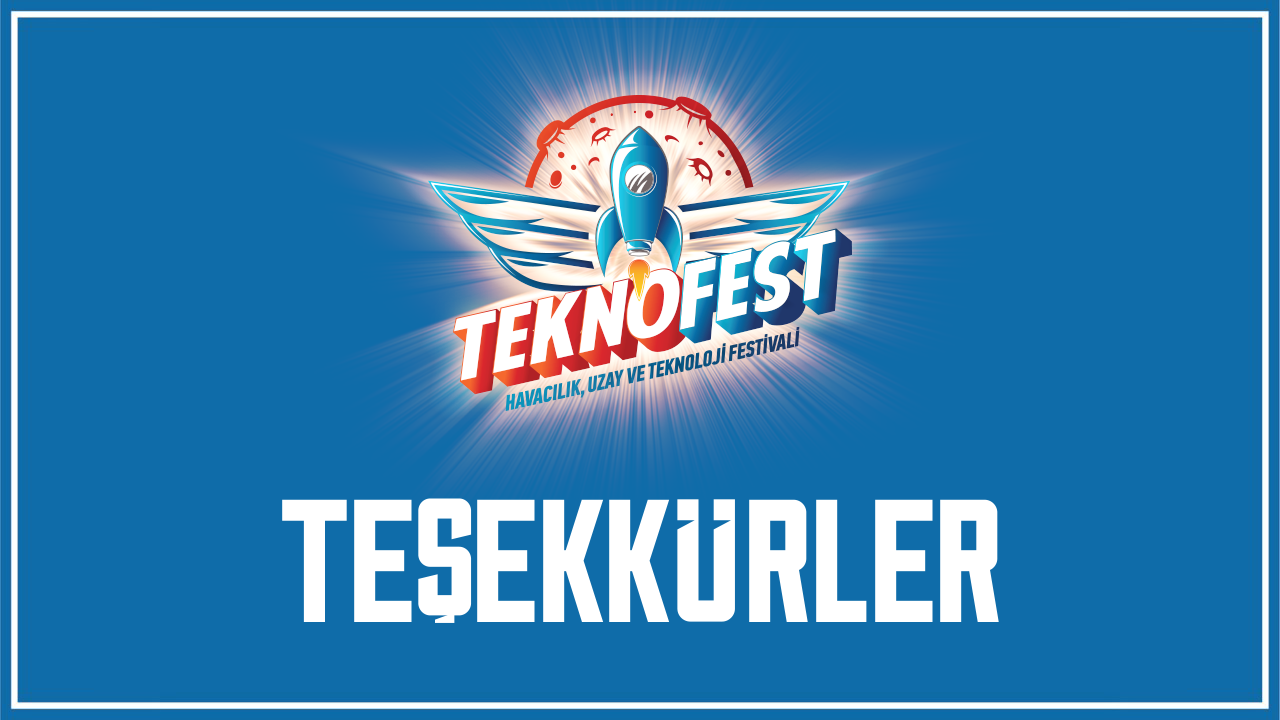 TEKNOFEST
HAVACILIK, UZAY VE TEKNOLOJİ FESTİVALİ
TEŞEKKÜRLER